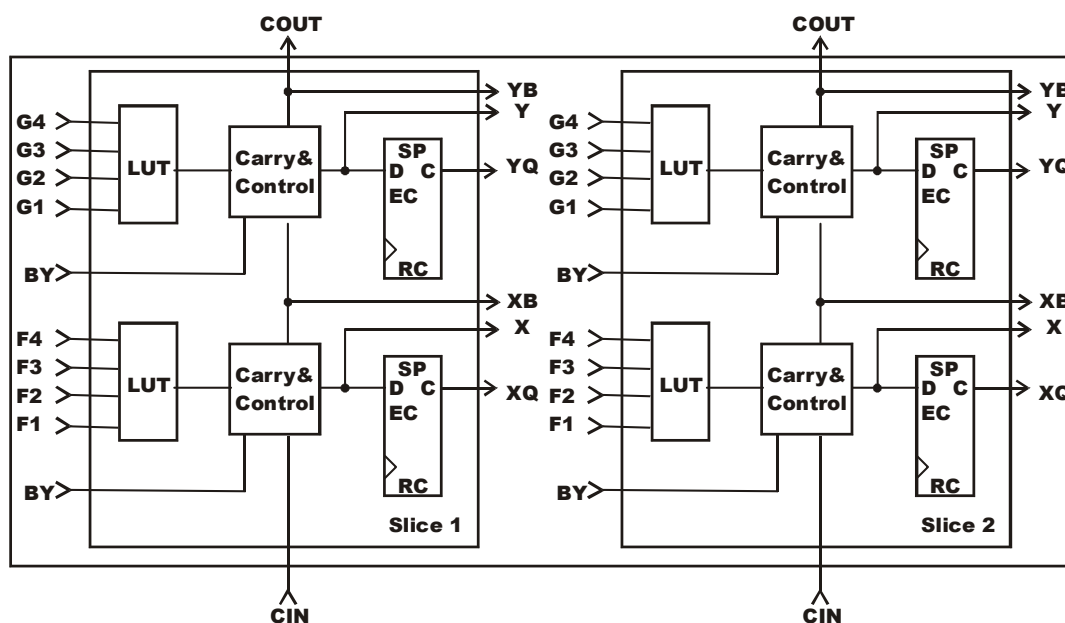 COUT
YB
Y
G4
G3
G2
G1
LUT
Carry&
Control
SP
D C
EC
RC
YQ
BY
XB
X
F4
F3
F2
F1
LUT
Carry&
Control
SP
D C
EC
RC
XQ
BY
Slice 1
CIN
COUT
YB
Y
G4
G3
G2
G1
LUT
Carry&
Control
SP
D C
EC
RC
YQ
BY
XB
X
F4
F3
F2
F1
LUT
Carry&
Control
SP
D C
EC
RC
XQ
BY
Slice 2
CIN